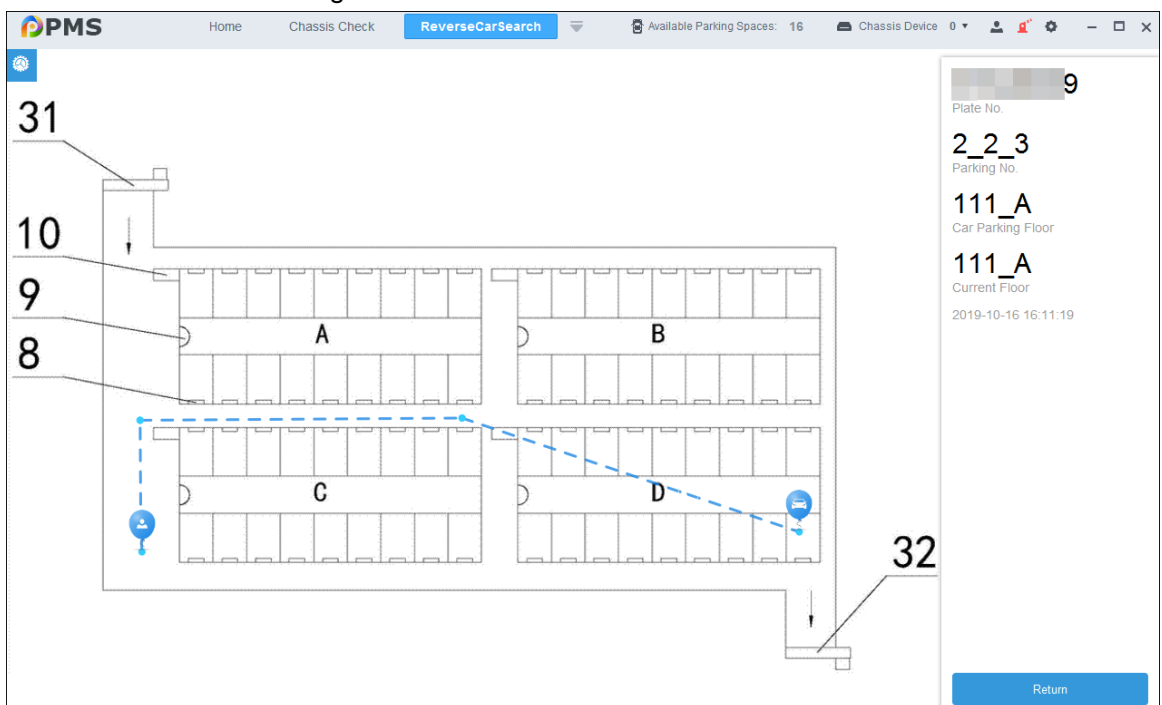 PPMS Home Chassis Check ReverseCarSearch Available Parking Spaces: 16 Chassis Device 0
31
10
9
8
A B
C D
32
9
Plate No.
2_2_3
Parking No.
111_A
Car Parking Floor
111_A
Current Floor
2019-10-16 16:11:19
Return